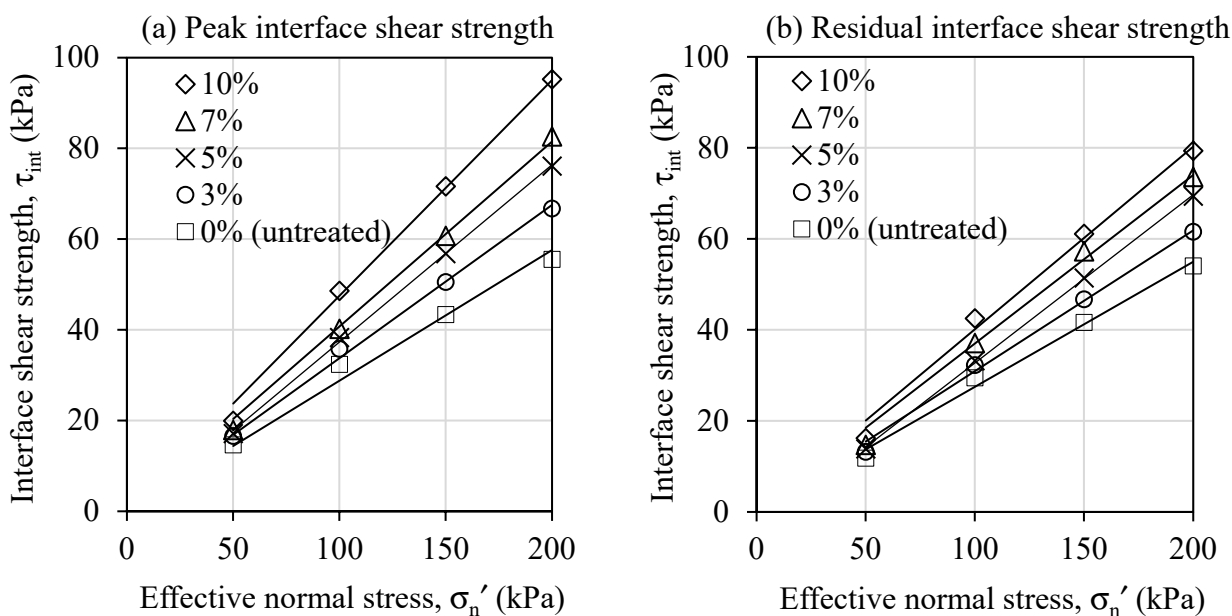 (a) Peak interface shear strength
100
80
60
40
20
0
Interface shear strength, τint (kPa)
10%
7%
5%
3%
0% (untreated)
0 50 100 150 200
Effective normal stress, σn′ (kPa)
(b) Residual interface shear strength
100
80
60
40
20
0
Interface shear strength, τint (kPa)
10%
7%
5%
3%
0% (untreated)
0 50 100 150 200
Effective normal stress, σn′ (kPa)